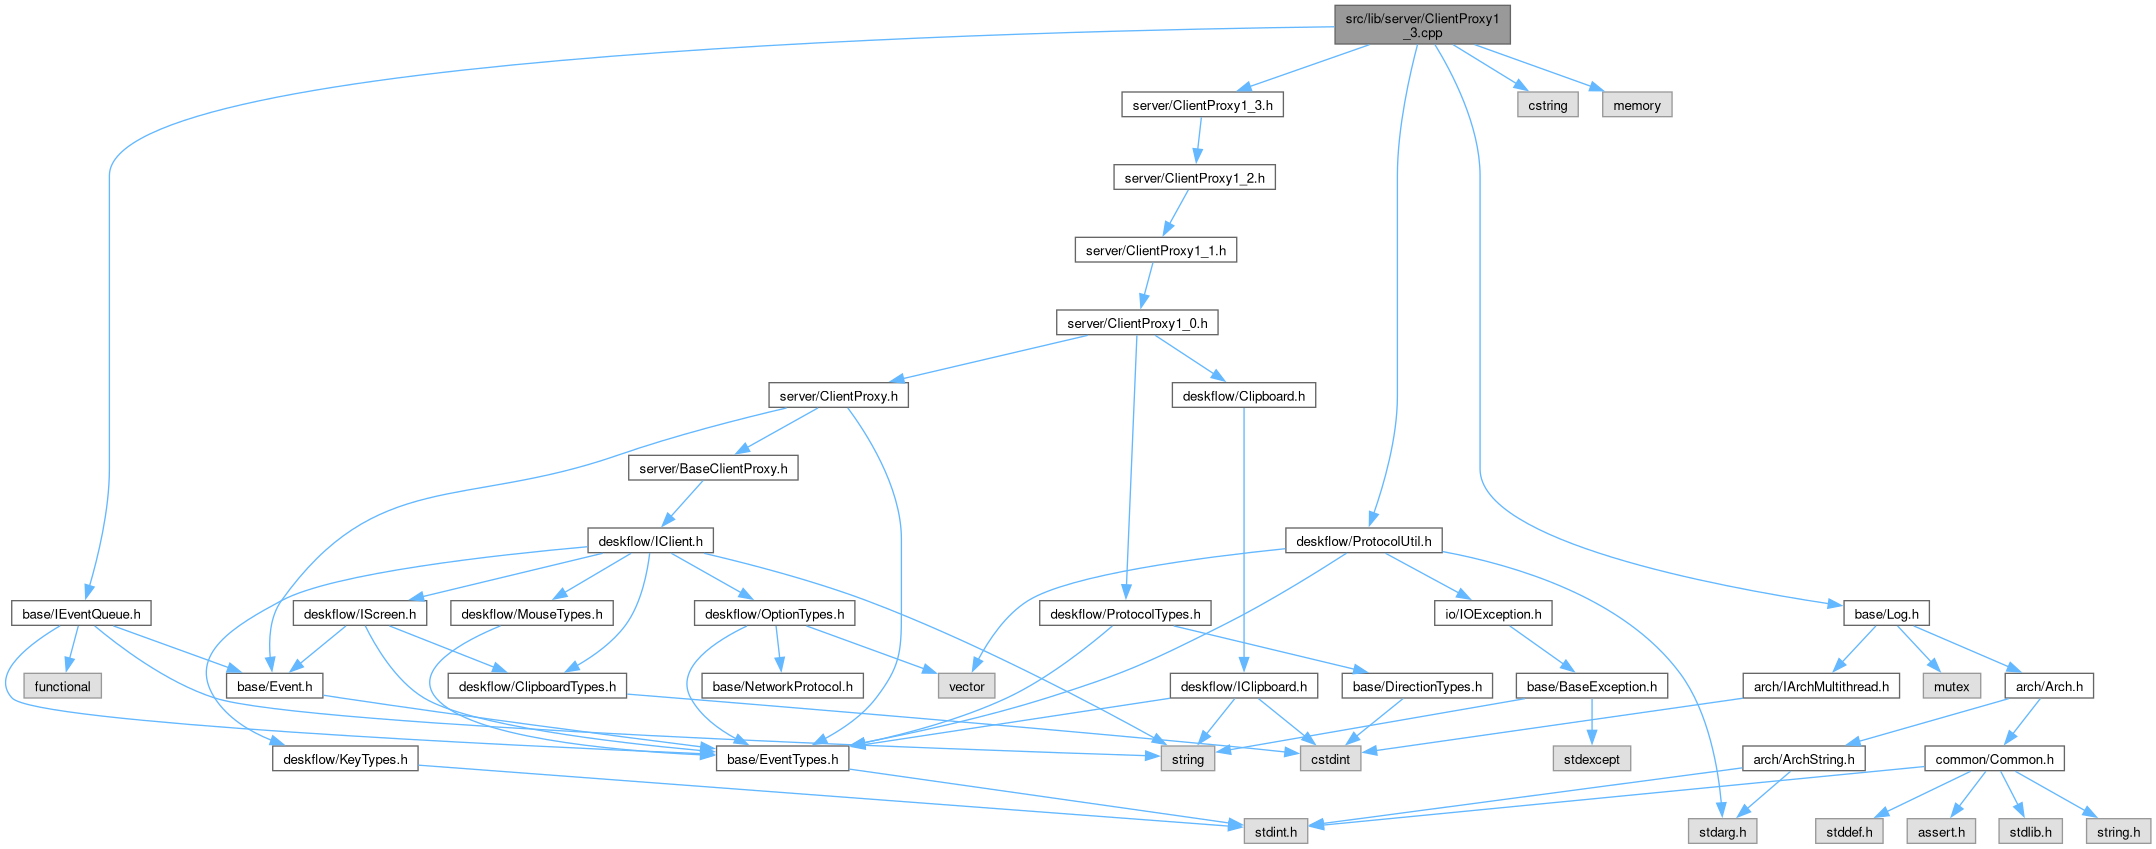 src/lib/server/ClientProxy1
_3.cpp
server/ClientProxy1_3.h
cstring
memory
server/ClientProxy1_2.h
server/ClientProxy1_1.h
server/ClientProxy1_0.h
server/ClientProxy.h
deskflow/Clipboard.h
server/BaseClientProxy.h
deskflow/IClient.h
deskflow/ProtocolUtil.h
base/IEventQueue.h
deskflow/IScreen.h
deskflow/MouseTypes.h
deskflow/OptionTypes.h
deskflow/ProtocolTypes.h
io/IOException.h
base/Log.h
functional
base/Event.h
deskflow/ClipboardTypes.h
base/NetworkProtocol.h
vector
deskflow/IClipboard.h
base/DirectionTypes.h
base/BaseException.h
arch/IArchMultithread.h
mutex
arch/Arch.h
deskflow/KeyTypes.h
base/EventTypes.h
string
cstdint
stdexcept
arch/ArchString.h
common/Common.h
stdint.h
stdarg.h
stddef.h
assert.h
stdlib.h
string.h